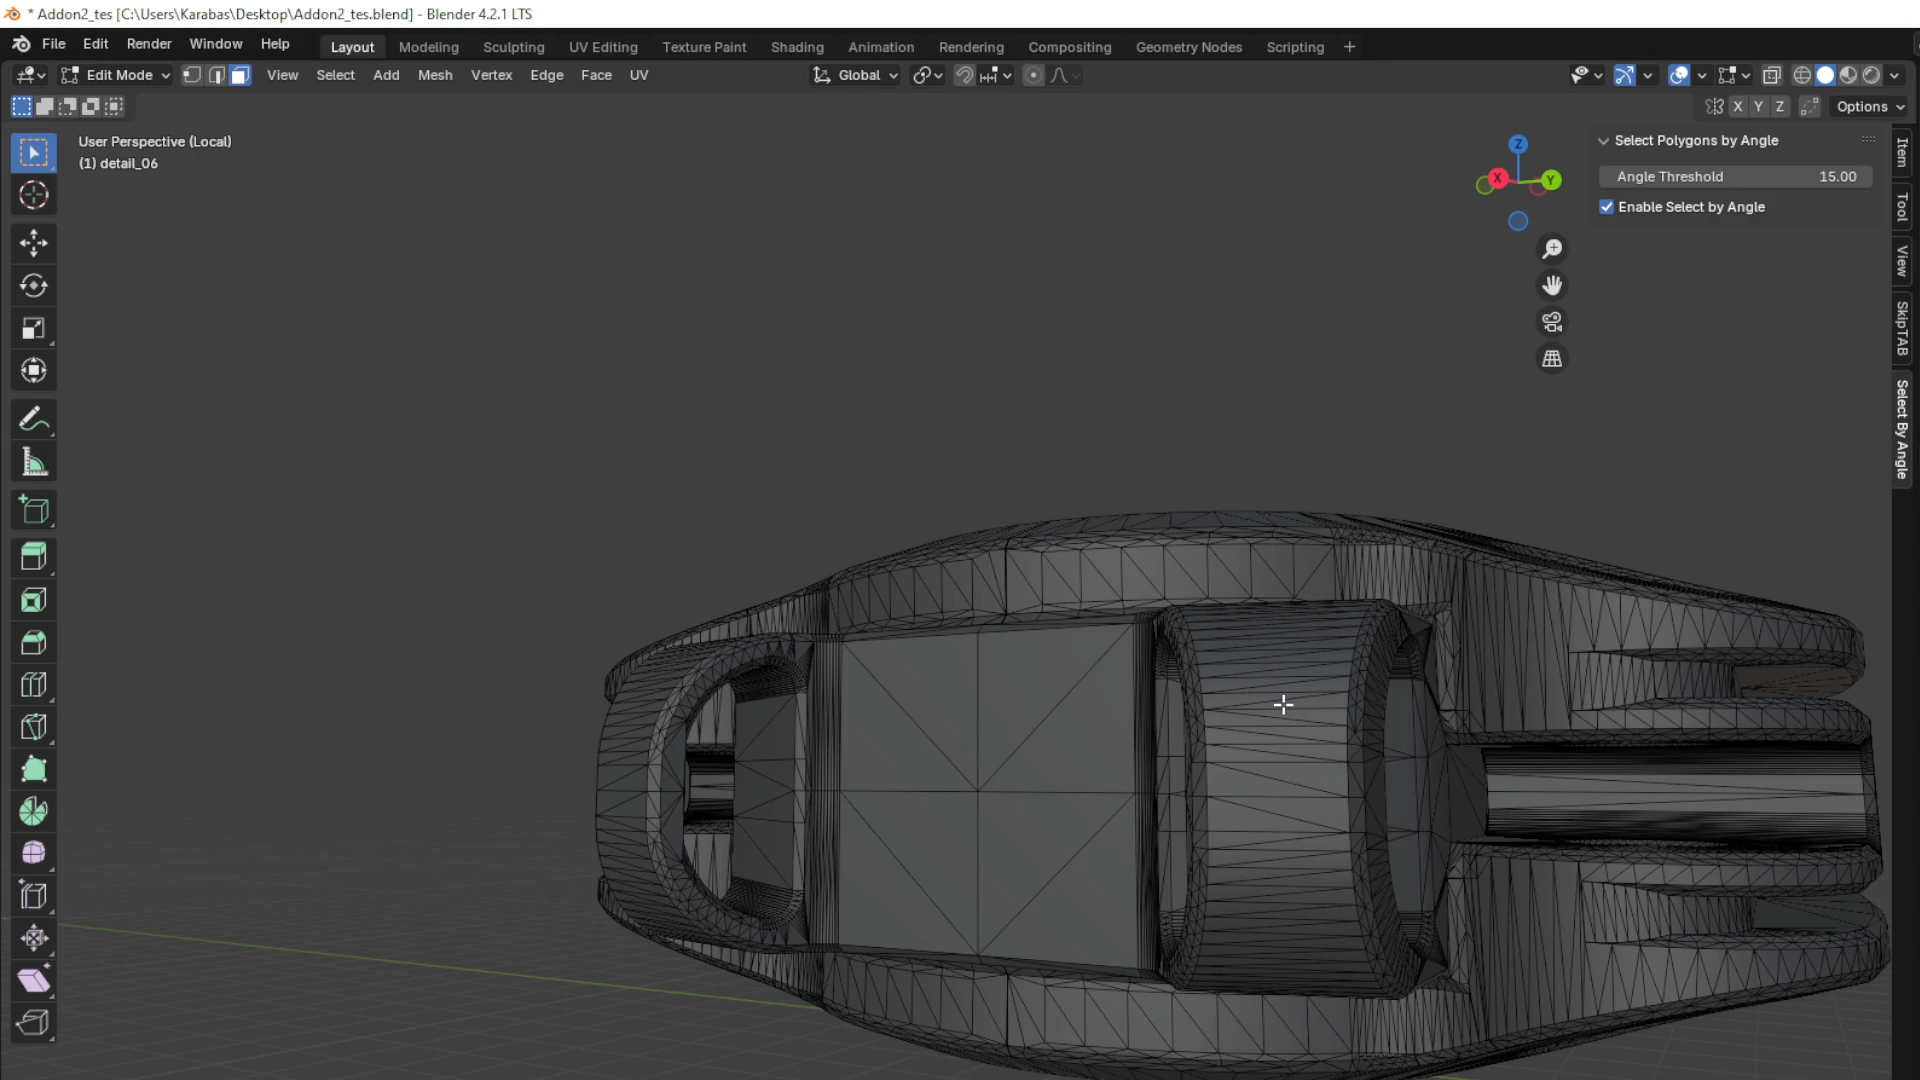 * Addon2_tes [C:\Users\Karabas\Desktop\Addon2_tes.blend] - Blender 4.2.1 LTS
File Edit Render Window Help Layout Modeling Sculpting UV Editing Texture Paint Shading Animation Rendering Compositing Geometry Nodes Scripting +
Edit Mode View Select Add Mesh Vertex Edge Face UV Global
X Y Z Options
User Perspective (Local)
(1) detail_06
Z
X
Y
Select Polygons by Angle
Angle Threshold 15.00
Enable Select by Angle
Item
Tool
View
SkipTAB
Select By Angle